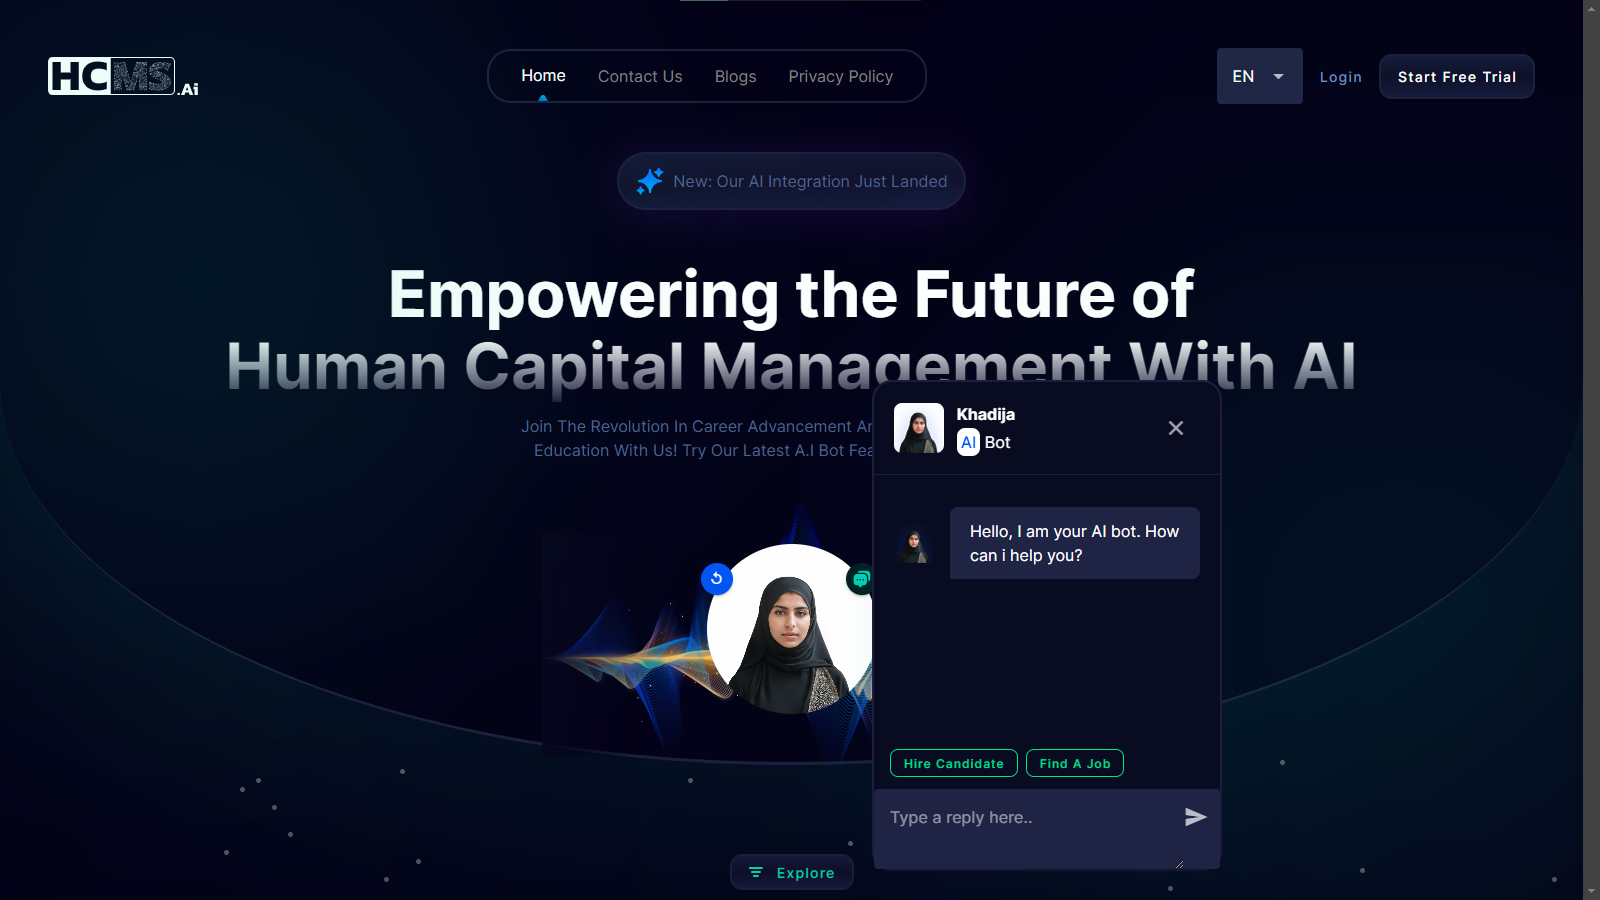 HCMS.Ai
Home
Contact Us
Blogs
Privacy Policy
EN
Login
Start Free Trial
New: Our AI Integration Just Landed
Empowering the Future of
Human Capital Management With AI
Join The Revolution In Career Advancement
Education With Us! Try Our Latest A.I Bot
Khadija
AI Bot
Hello, I am your AI bot. How
can i help you?
Hire Candidate
Find A Job
Type a reply here..
Explore